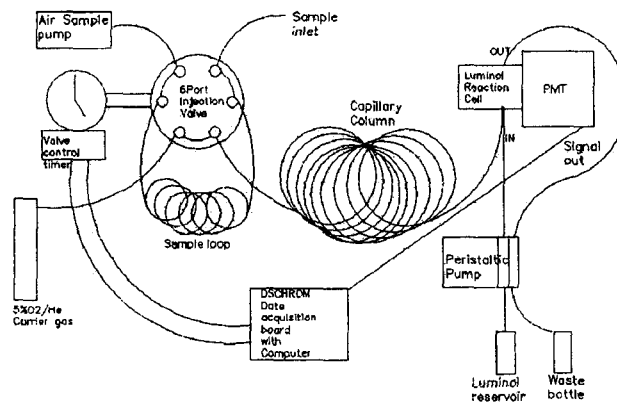 Air Sample
pump
Sample
inlet
6Port
Injection
Valve
Valve
control
timer
Sample loop
5%O2/He
Carrier gas
Capillary
Column
DSCHROM
Date
acquisition
board
with
Computer
OUT
Luminol
Reaction
Cell
PMT
IN
Signal
out
Peristaltic
Pump
Luminol
reservoir
Waste
bottle